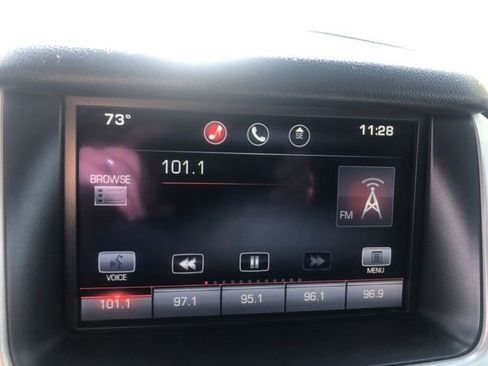 73° SE 11:28
101.1
BROWSE
FM
VOICE MENU
101.1 97.1 95.1 96.1 96.9